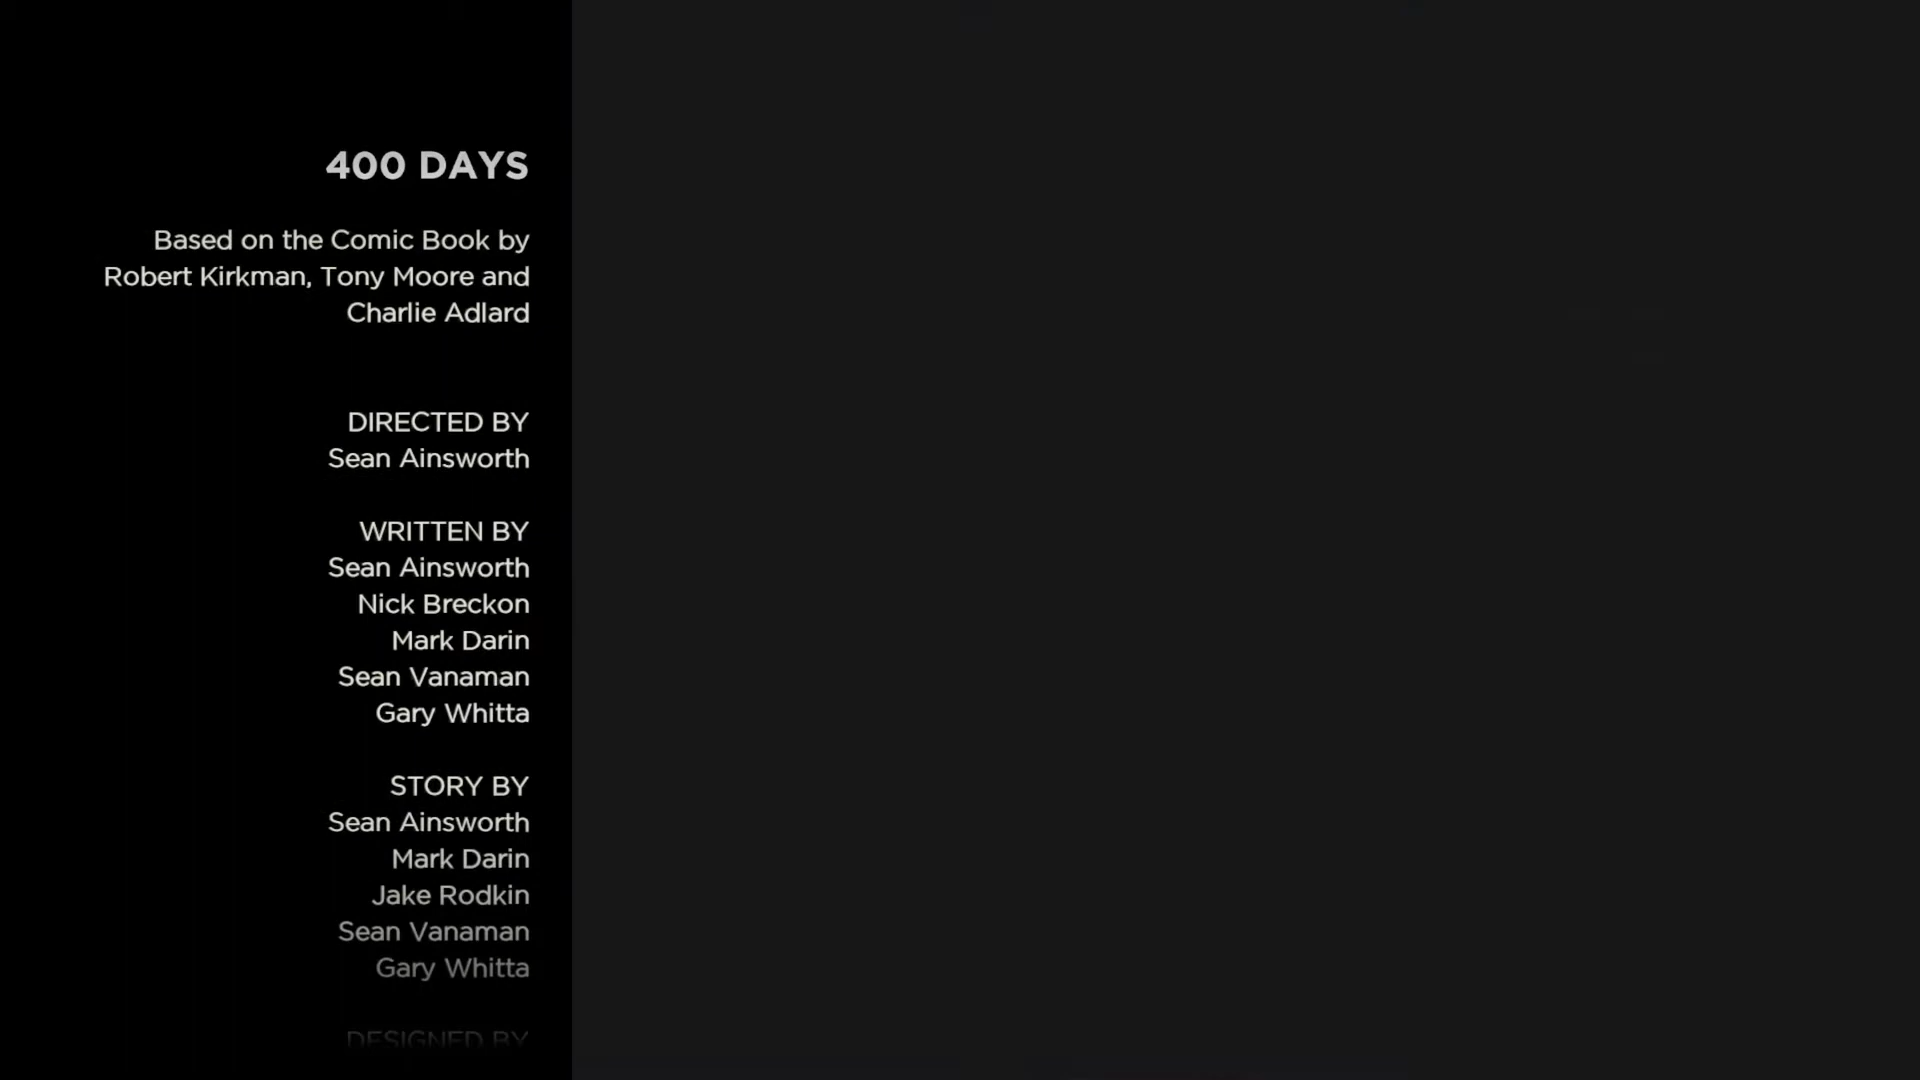 400 DAYS
Based on the Comic Book by
Robert Kirkman, Tony Moore and
Charlie Adlard
DIRECTED BY
Sean Ainsworth
WRITTEN BY
Sean Ainsworth
Nick Breckon
Mark Darin
Sean Vanaman
Gary Whitta
STORY BY
Sean Ainsworth
Mark Darin
Jake Rodkin
Sean Vanaman
Gary Whitta
DESIGNED BY